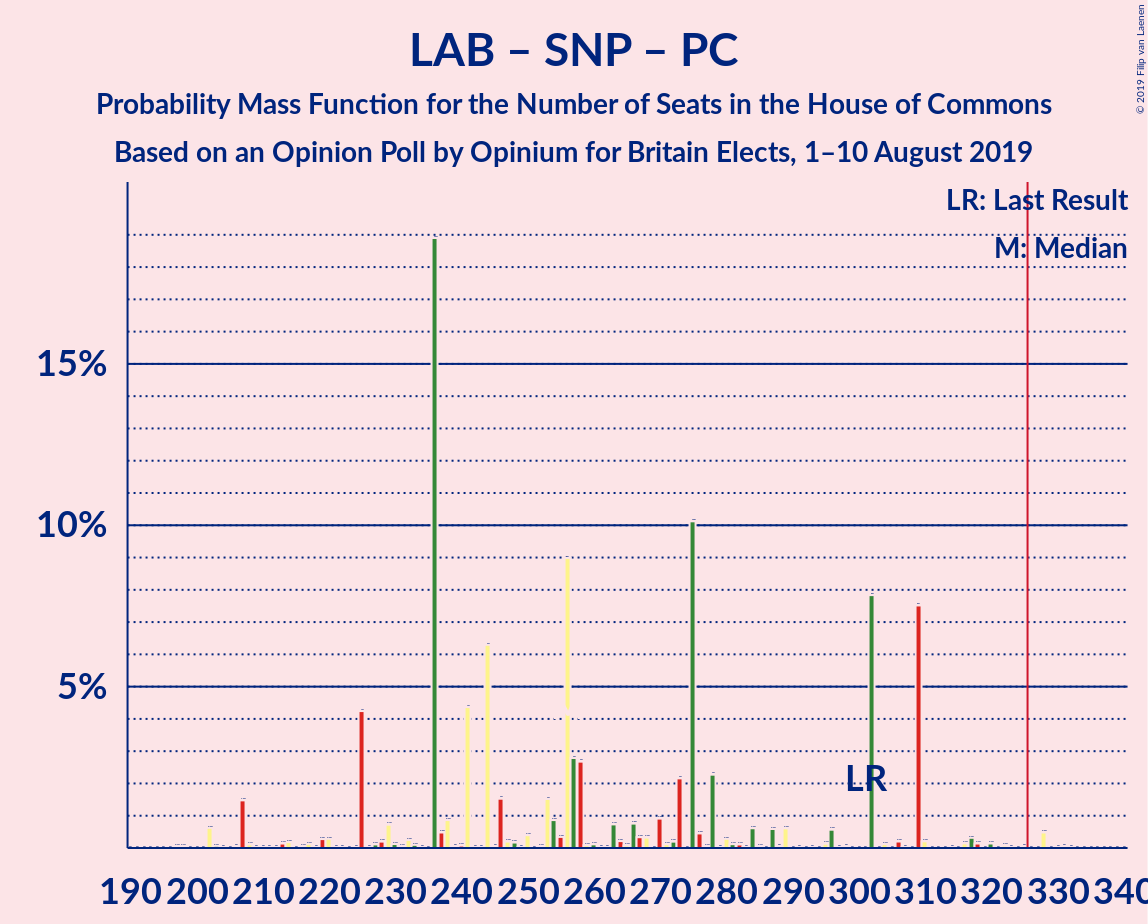 LAB – SNP – PC
Probability Mass Function for the Number of Seats in the House of Commons
Based on an Opinion Poll by Opinium for Britain Elects, 1–10 August 2019
© 2019 Filip van Laenen
LR: Last Result
M: Median
15%
10%
5%
LR
190 200 210 220 230 240 250 260 270 280 290 300 310 320 330 340